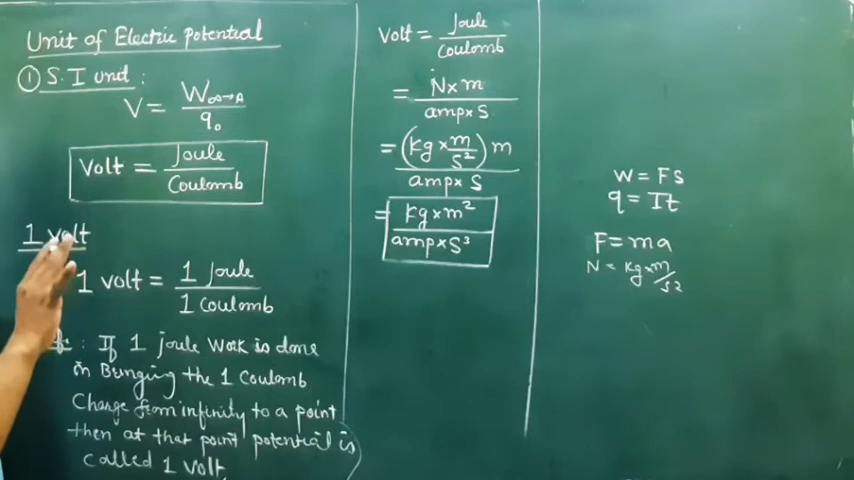 Unit of Electric potential
① S.I unit :
V = W∞→A / q₀
Volt = Joule / Coulomb
1 volt
1 volt = 1 Joule / 1 Coulomb
: If 1 joule work is done
in Bringing the 1 Coulomb
Charge from infinity to a point
then at that point potential is
called 1 volt.
Volt = Joule / Coulomb
= N × m / amp × S
= (Kg × m/S²) m / amp × S
= Kg × m² / amp × S³
W = FS
q = It
F = ma
N = Kg × m/S²